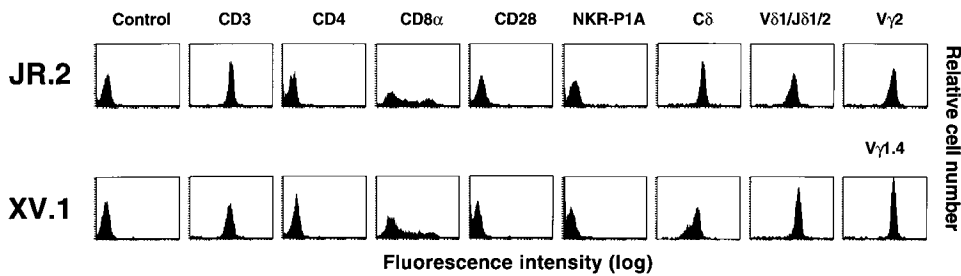 Control CD3 CD4 CD8α CD28 NKR-P1A Cδ Vδ1/Jδ1/2 Vγ2
JR.2
Vγ1.4
XV.1
Fluorescence intensity (log)
Relative cell number